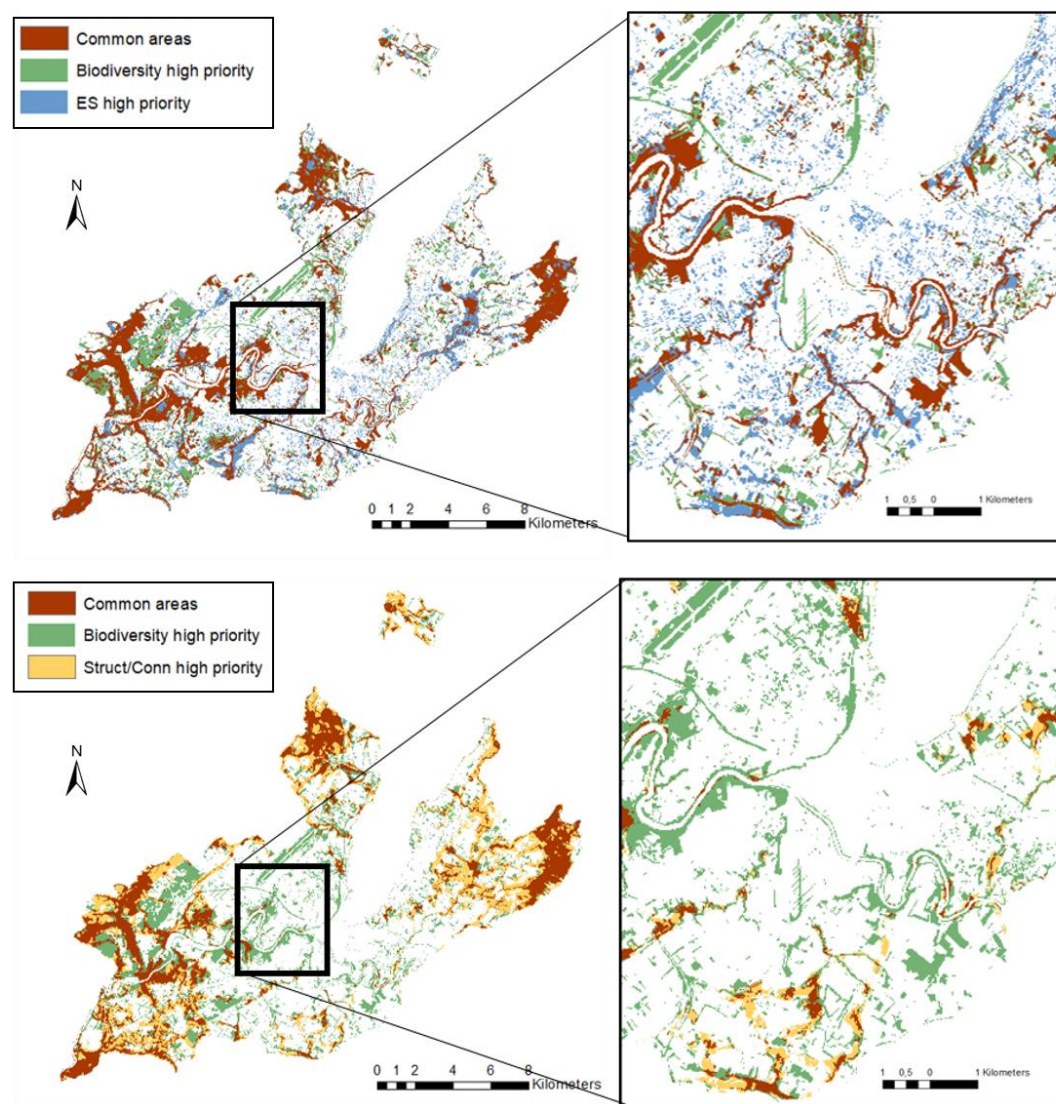 Common areas
Biodiversity high priority
ES high priority
N
0 1 2 4 6 8
Kilometers
1 0,5 0 1 Kilometers
Common areas
Biodiversity high priority
Struct/Conn high priority
N
0 1 2 4 6 8
Kilometers
1 0,5 0 1 Kilometers